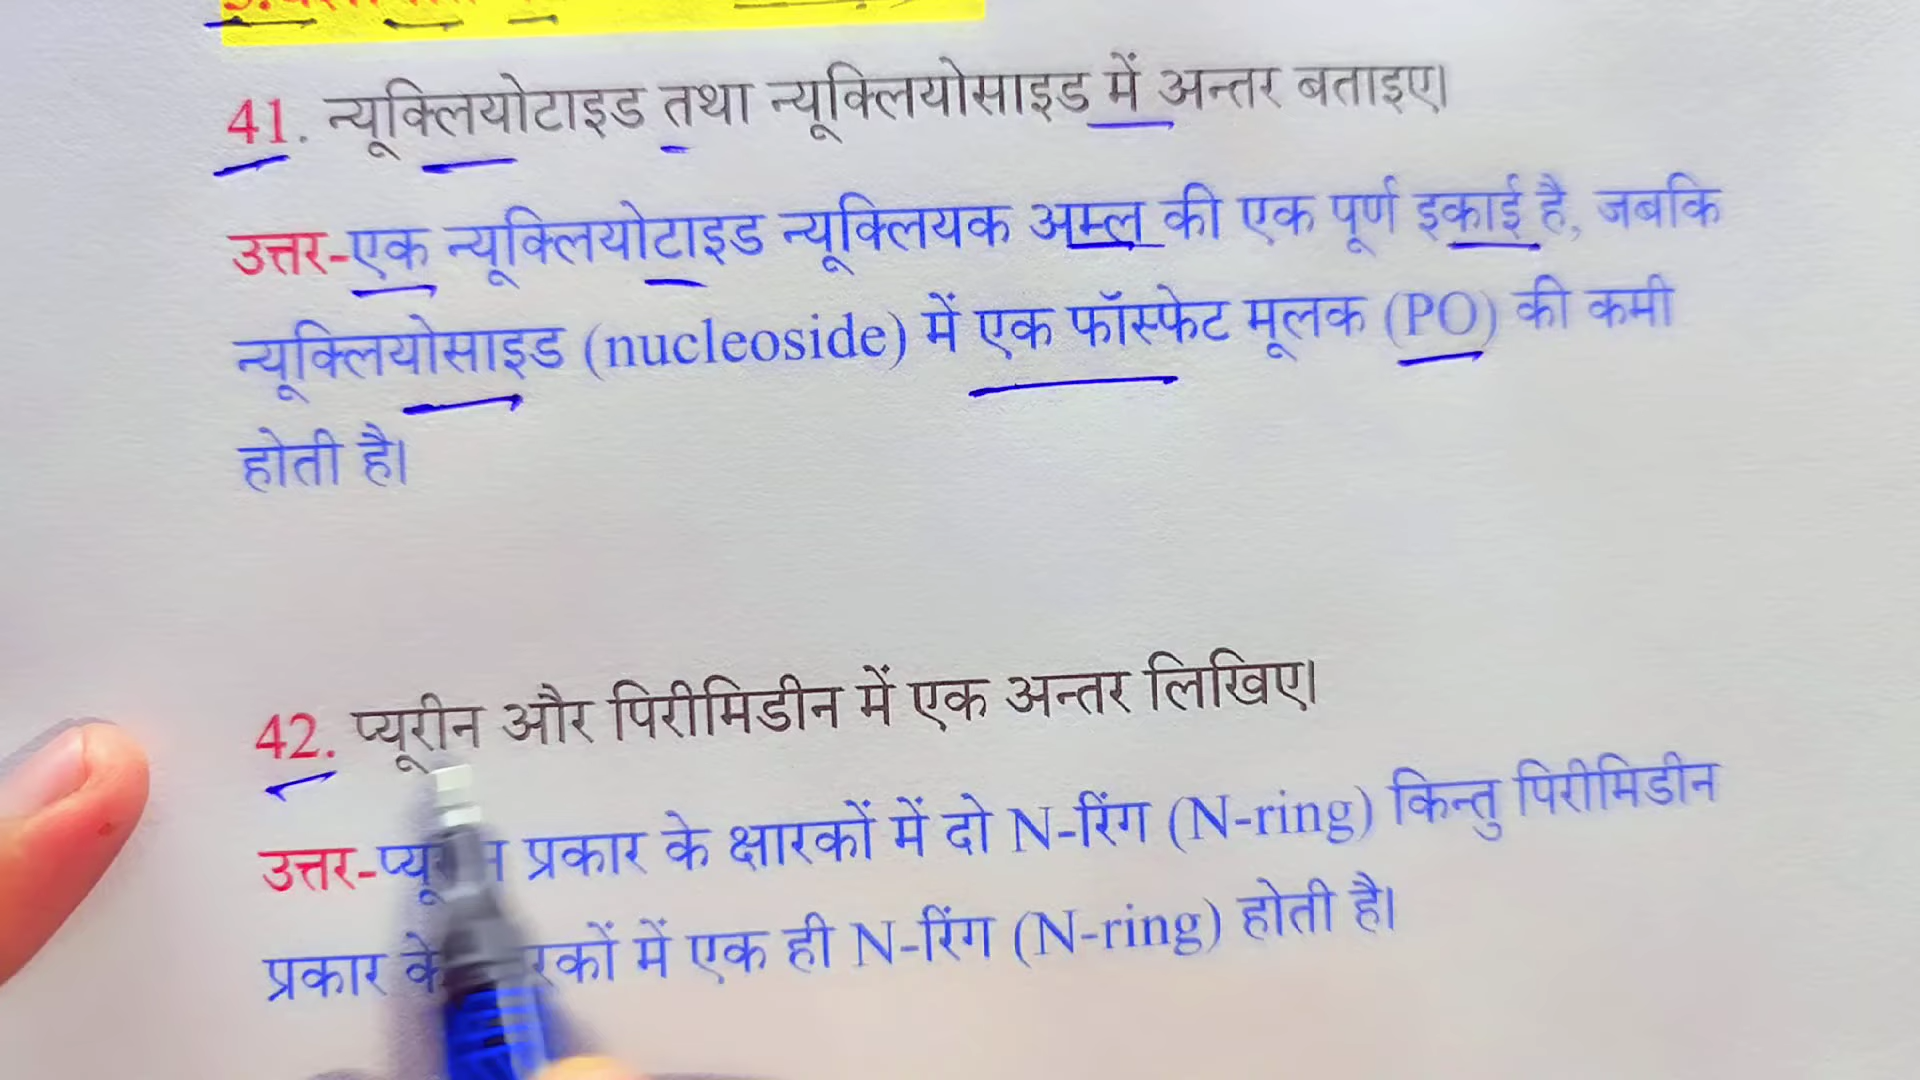 41. न्यूक्लियोटाइड तथा न्यूक्लियोसाइड में अन्तर बताइए।
उत्तर-एक न्यूक्लियोटाइड न्यूक्लियक अम्ल की एक पूर्ण इकाई है, जबकि
न्यूक्लियोसाइड (nucleoside) में एक फॉस्फेट मूलक (PO) की कमी
होती है।
42. प्यूरीन और पिरीमिडीन में एक अन्तर लिखिए।
उत्तर- प्रकार के क्षारकों में दो N-रिंग (N-ring) किन्तु पिरीमिडीन
प्रकार के में एक ही N-रिंग (N-ring) होती है।